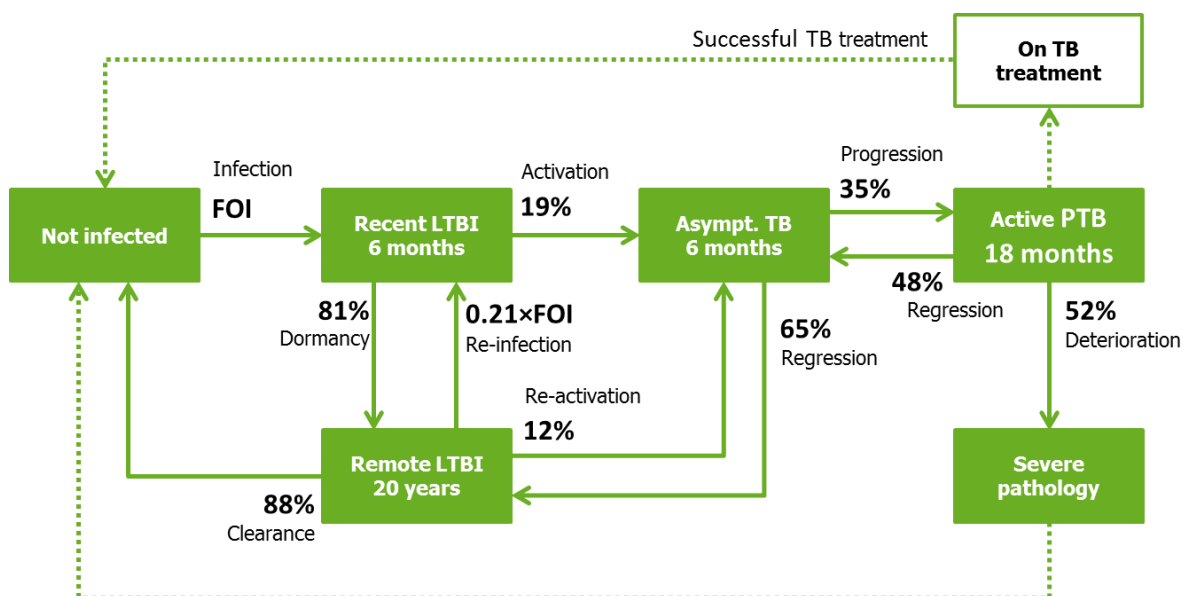 Successful TB treatment
On TB
treatment
Infection
FOI
Activation
19%
Progression
35%
Not infected
Recent LTBI
6 months
Asympt. TB
6 months
Active PTB
18 months
81%
Dormancy
0.21×FOI
Re-infection
65%
Regression
48%
Regression
52%
Deterioration
Re-activation
12%
Remote LTBI
20 years
Severe
pathology
88%
Clearance